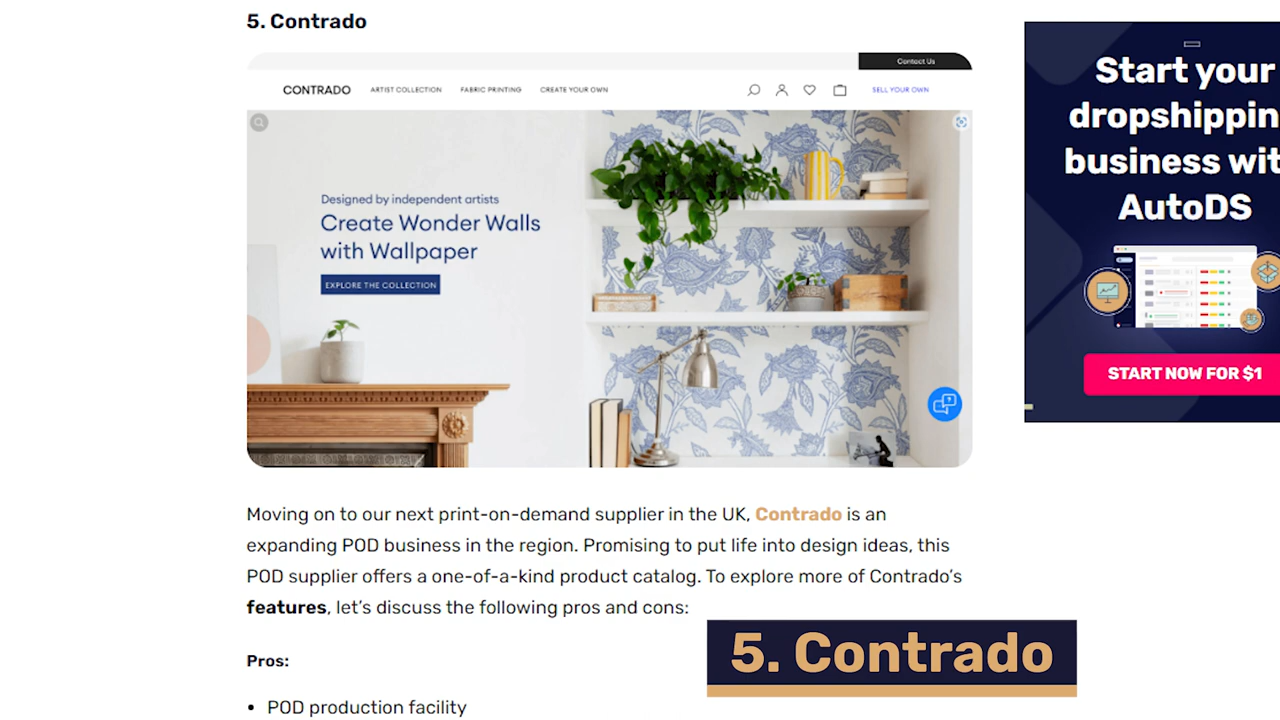 5. Contrado
Contact Us
CONTRADO
ARTIST COLLECTION
FABRIC PRINTING
CREATE YOUR OWN
SELL YOUR OWN
Designed by independent artists
Create Wonder Walls
with Wallpaper
EXPLORE THE COLLECTION
Start your
dropshippin
business wit
AutoDS
START NOW FOR $1
Moving on to our next print-on-demand supplier in the UK, Contrado is an
expanding POD business in the region. Promising to put life into design ideas, this
POD supplier offers a one-of-a-kind product catalog. To explore more of Contrado’s
features, let’s discuss the following pros and cons:
5. Contrado
Pros:
• POD production facility